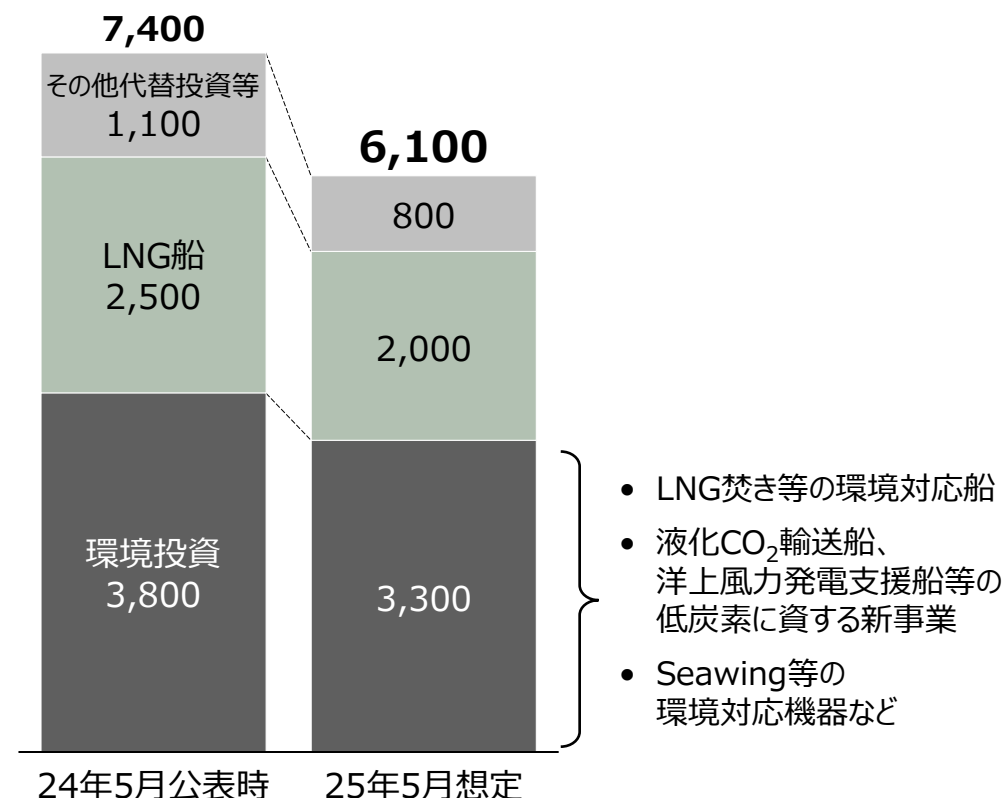 7,400
その他代替投資等
1,100
LNG船
2,500
環境投資
3,800
24年5月公表時
6,100
800
2,000
3,300
25年5月想定
• LNG焚き等の環境対応船
• 液化CO₂輸送船、
洋上風力発電支援船等の
低炭素に資する新事業
• Seawing等の
環境対応機器など